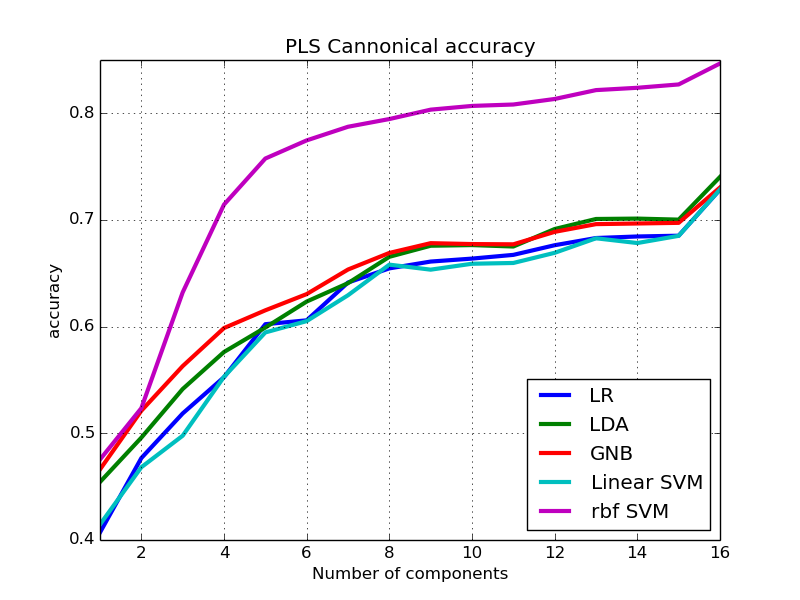 PLS Cannonical accuracy
accuracy
0.8
0.7
0.6
0.5
0.4
2 4 6 8 10 12 14 16
Number of components
LR
LDA
GNB
Linear SVM
rbf SVM